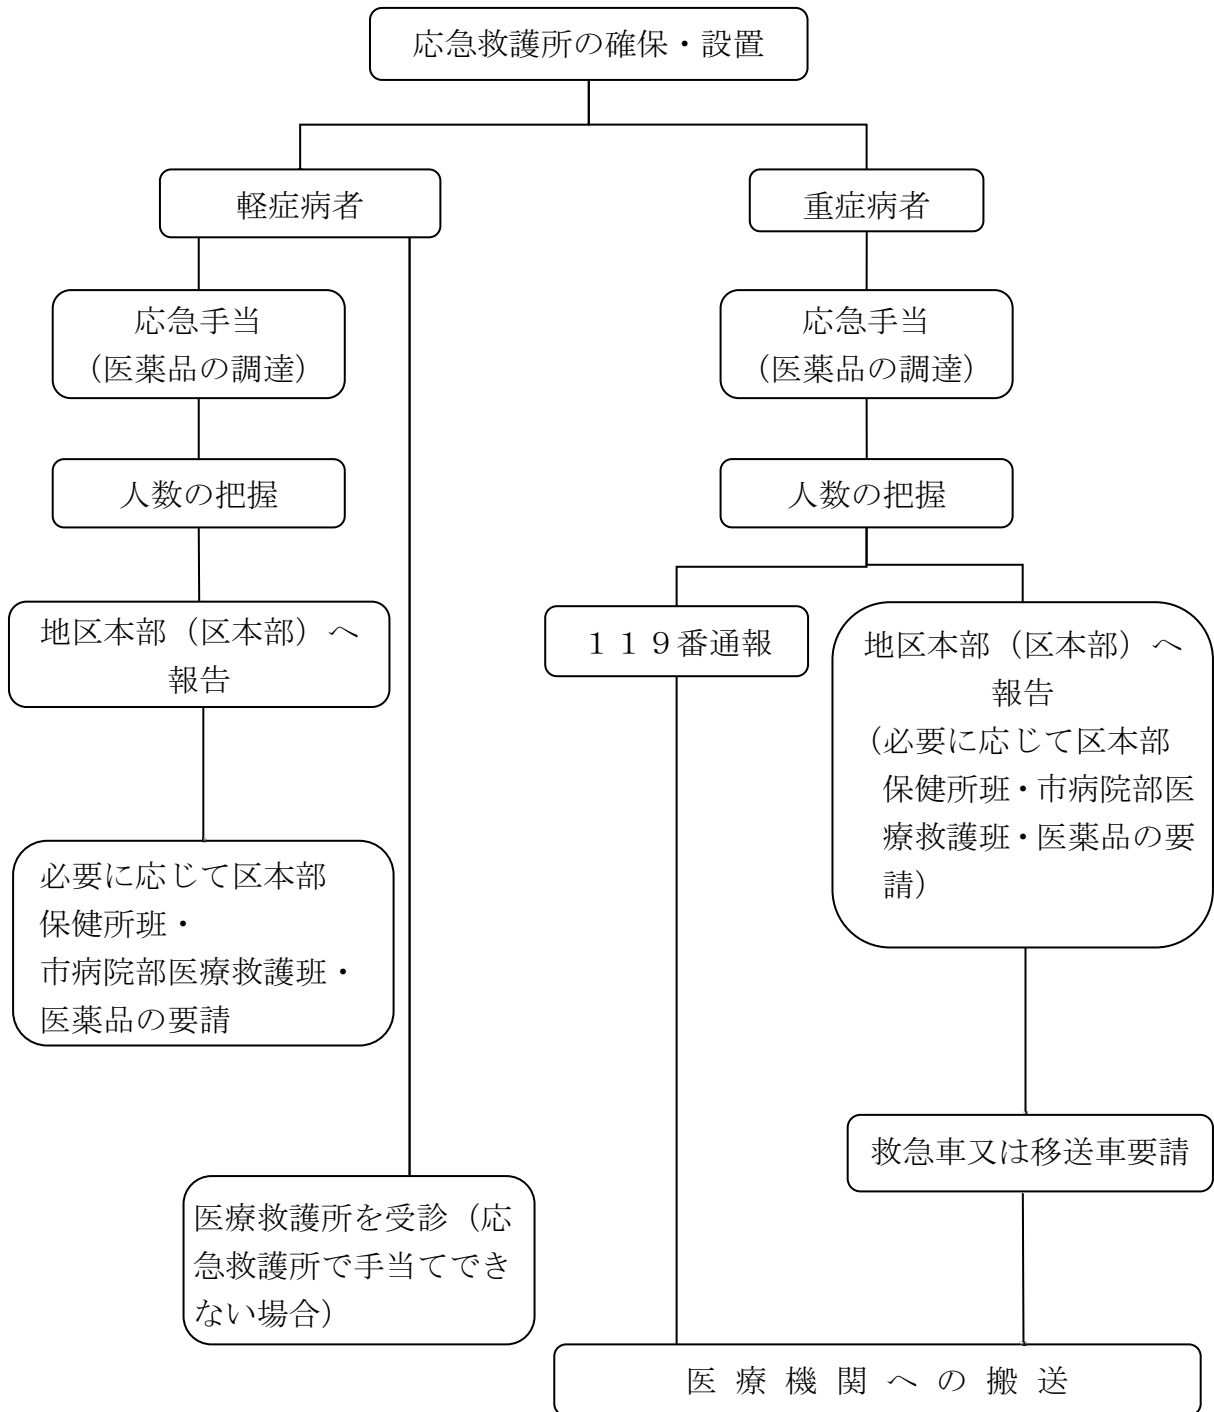 応急救護所の確保・設置
軽症病者
重症病者
応急手当
(医薬品の調達)
応急手当
(医薬品の調達)
人数の把握
人数の把握
地区本部（区本部）へ
報告
１１９番通報
地区本部（区本部）へ
報告
（必要に応じて区本部
保健所班・市病院部医
療救護班・医薬品の要
請）
必要に応じて区本部
保健所班・
市病院部医療救護班・
医薬品の要請
救急車又は移送車要請
医療救護所を受診（応
急救護所で手当てでき
ない場合）
医 療 機 関 へ の 搬 送